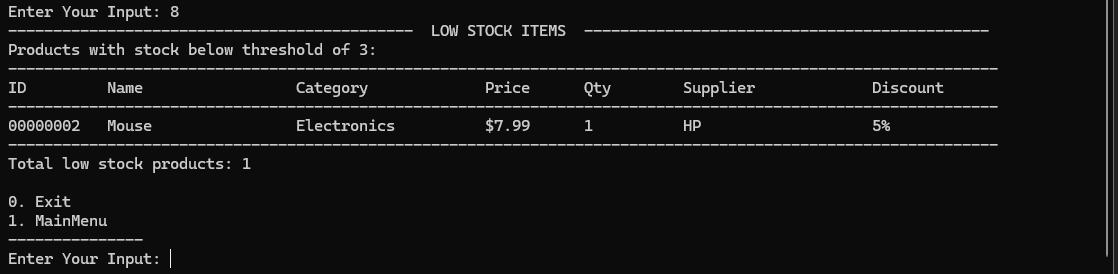 Enter Your Input: 8
--------------------------------------------- LOW STOCK ITEMS ---------------------------------------------
Products with stock below threshold of 3:
--------------------------------------------------------------------------------------------------------------
ID Name Category Price Qty Supplier Discount
--------------------------------------------------------------------------------------------------------------
00000002 Mouse Electronics $7.99 1 HP 5%
--------------------------------------------------------------------------------------------------------------
Total low stock products: 1
0. Exit
1. MainMenu
---------------
Enter Your Input: